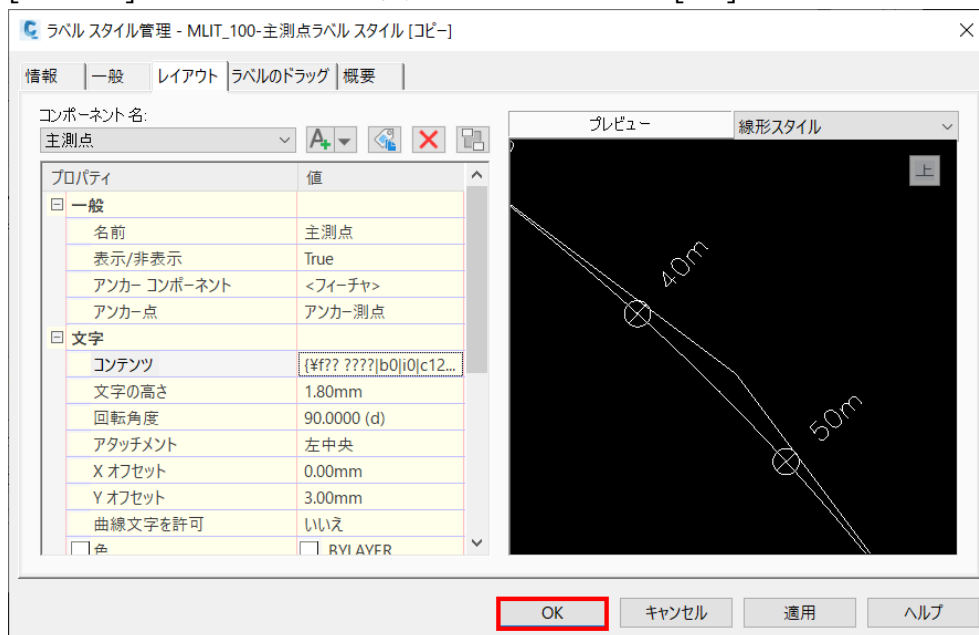 ラベル スタイル管理 - MLIT_100-主測点ラベル スタイル [コピー]
情報 一般 レイアウト ラベルのドラッグ 概要
コンポーネント名:
主測点
プレビュー 線形スタイル
プロパティ 値
一般
名前 主測点
表示/非表示 True
アンカー コンポーネント <フィーチャ>
アンカー点 アンカー測点
文字
コンテンツ {¥f?? ????|b0|i0|c12...
文字の高さ 1.80mm
回転角度 90.0000 (d)
アタッチメント 左中央
X オフセット 0.00mm
Y オフセット 3.00mm
曲線文字を許可 いいえ
色 BYLAYER
上
40m
50m
OK キャンセル 適用 ヘルプ